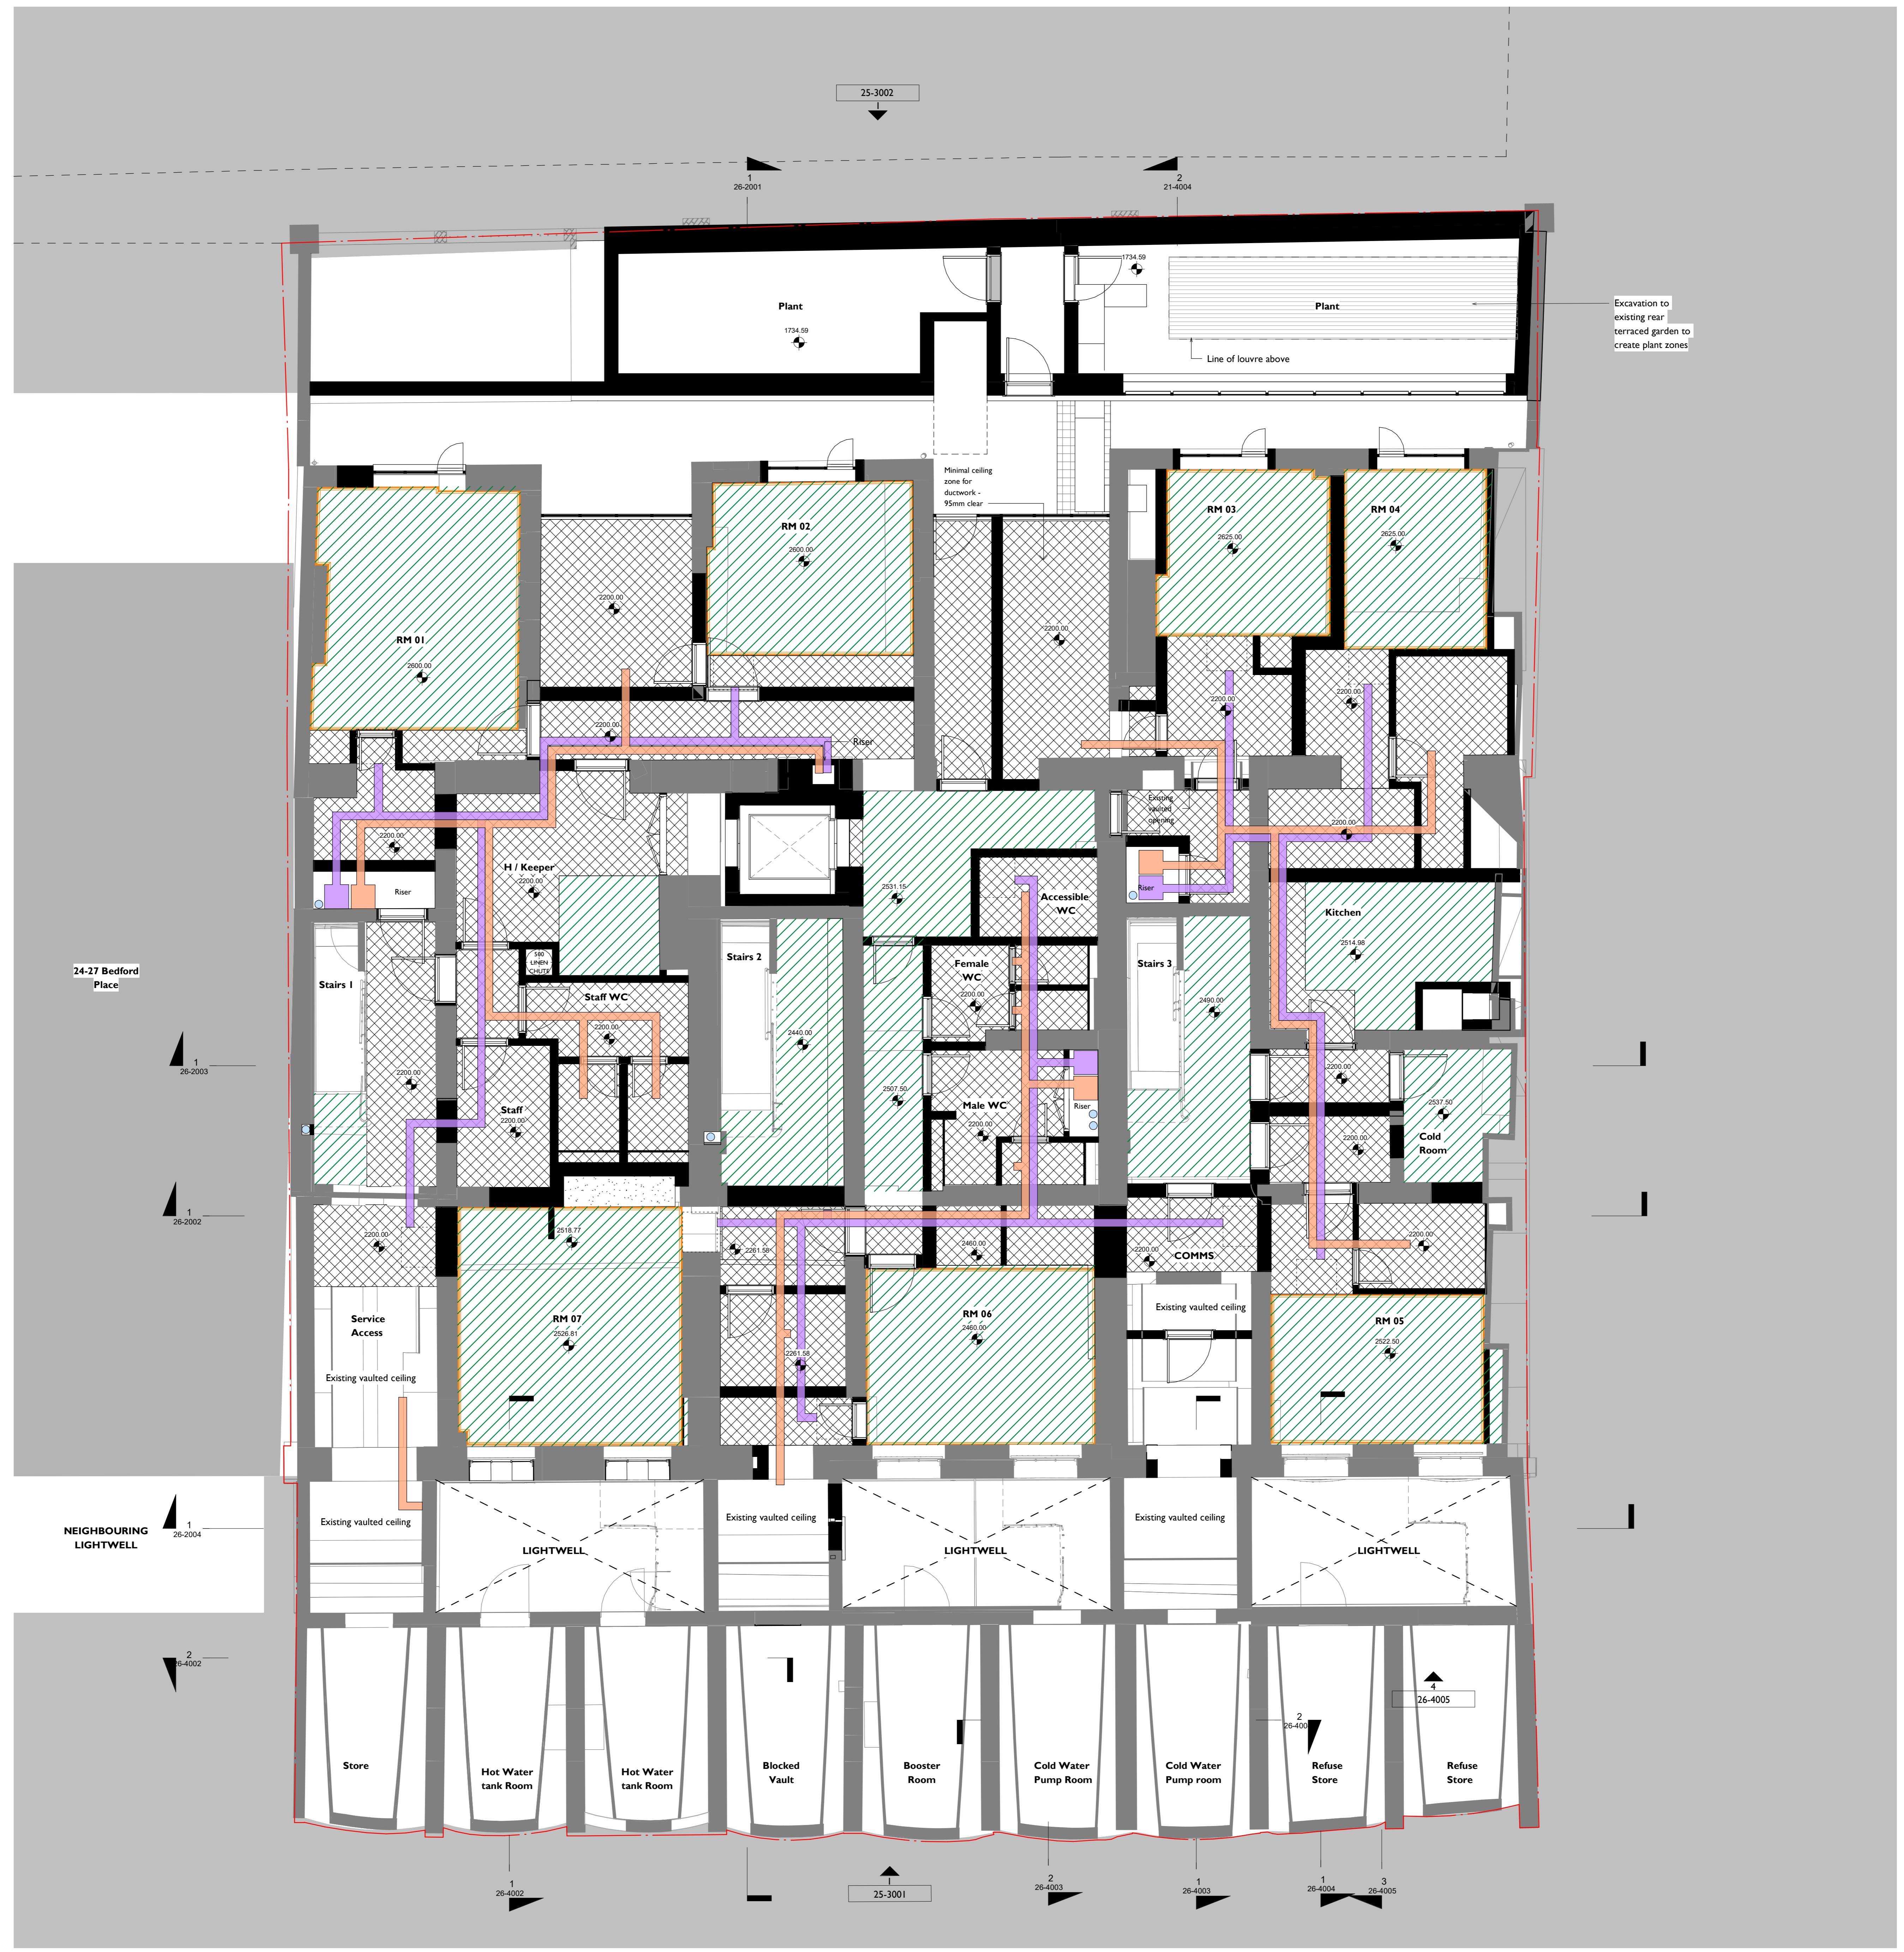 25-3002
1
26-2001
2
21-4004
1734.59
Plant
1734.59
Plant
Line of louvre above
Excavation to
existing rear
terraced garden to
create plant zones
Minimal ceiling
zone for
ductwork -
95mm clear
RM 01
2600.00
2200.00
RM 02
2600.00
2200.00
RM 03
2625.00
RM 04
2625.00
2200.00
Riser
2200.00
2200.00
2200.00
Riser
H / Keeper
2200.00
Existing
vaulted
opening
2200.00
2531.15
Accessible
WC
Riser
Kitchen
2514.98
24-27 Bedford
Place
Stairs 1
500
LINEN
CHUTE
Staff WC
2200.00
Stairs 2
2440.00
Female
WC
2200.00
Stairs 3
2490.00
1
26-2003
2200.00
Staff
2200.00
2507.50
Male WC
2200.00
Riser
2200.00
2537.50
Cold
Room
2200.00
1
26-2002
2200.00
2518.77
2261.58
2460.00
2200.00
COMMS
2200.00
Service
Access
Existing vaulted ceiling
RM 07
2526.81
2261.58
RM 06
2460.00
Existing vaulted ceiling
RM 05
2522.50
NEIGHBOURING
LIGHTWELL
1
26-2004
Existing vaulted ceiling
LIGHTWELL
Existing vaulted ceiling
LIGHTWELL
Existing vaulted ceiling
LIGHTWELL
2
26-4002
4
26-4005
2
26-400
Store
Hot Water
tank Room
Hot Water
tank Room
Blocked
Vault
Booster
Room
Cold Water
Pump Room
Cold Water
Pump room
Refuse
Store
Refuse
Store
1
26-4002
25-3001
2
26-4003
1
26-4003
1
26-4004
3
26-4005